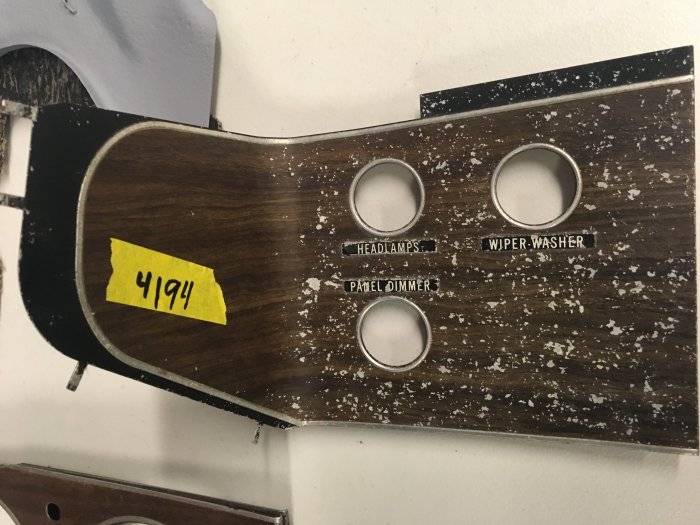 HEADLAMPS
WIPER-WASHER
PANEL DIMMER
4194